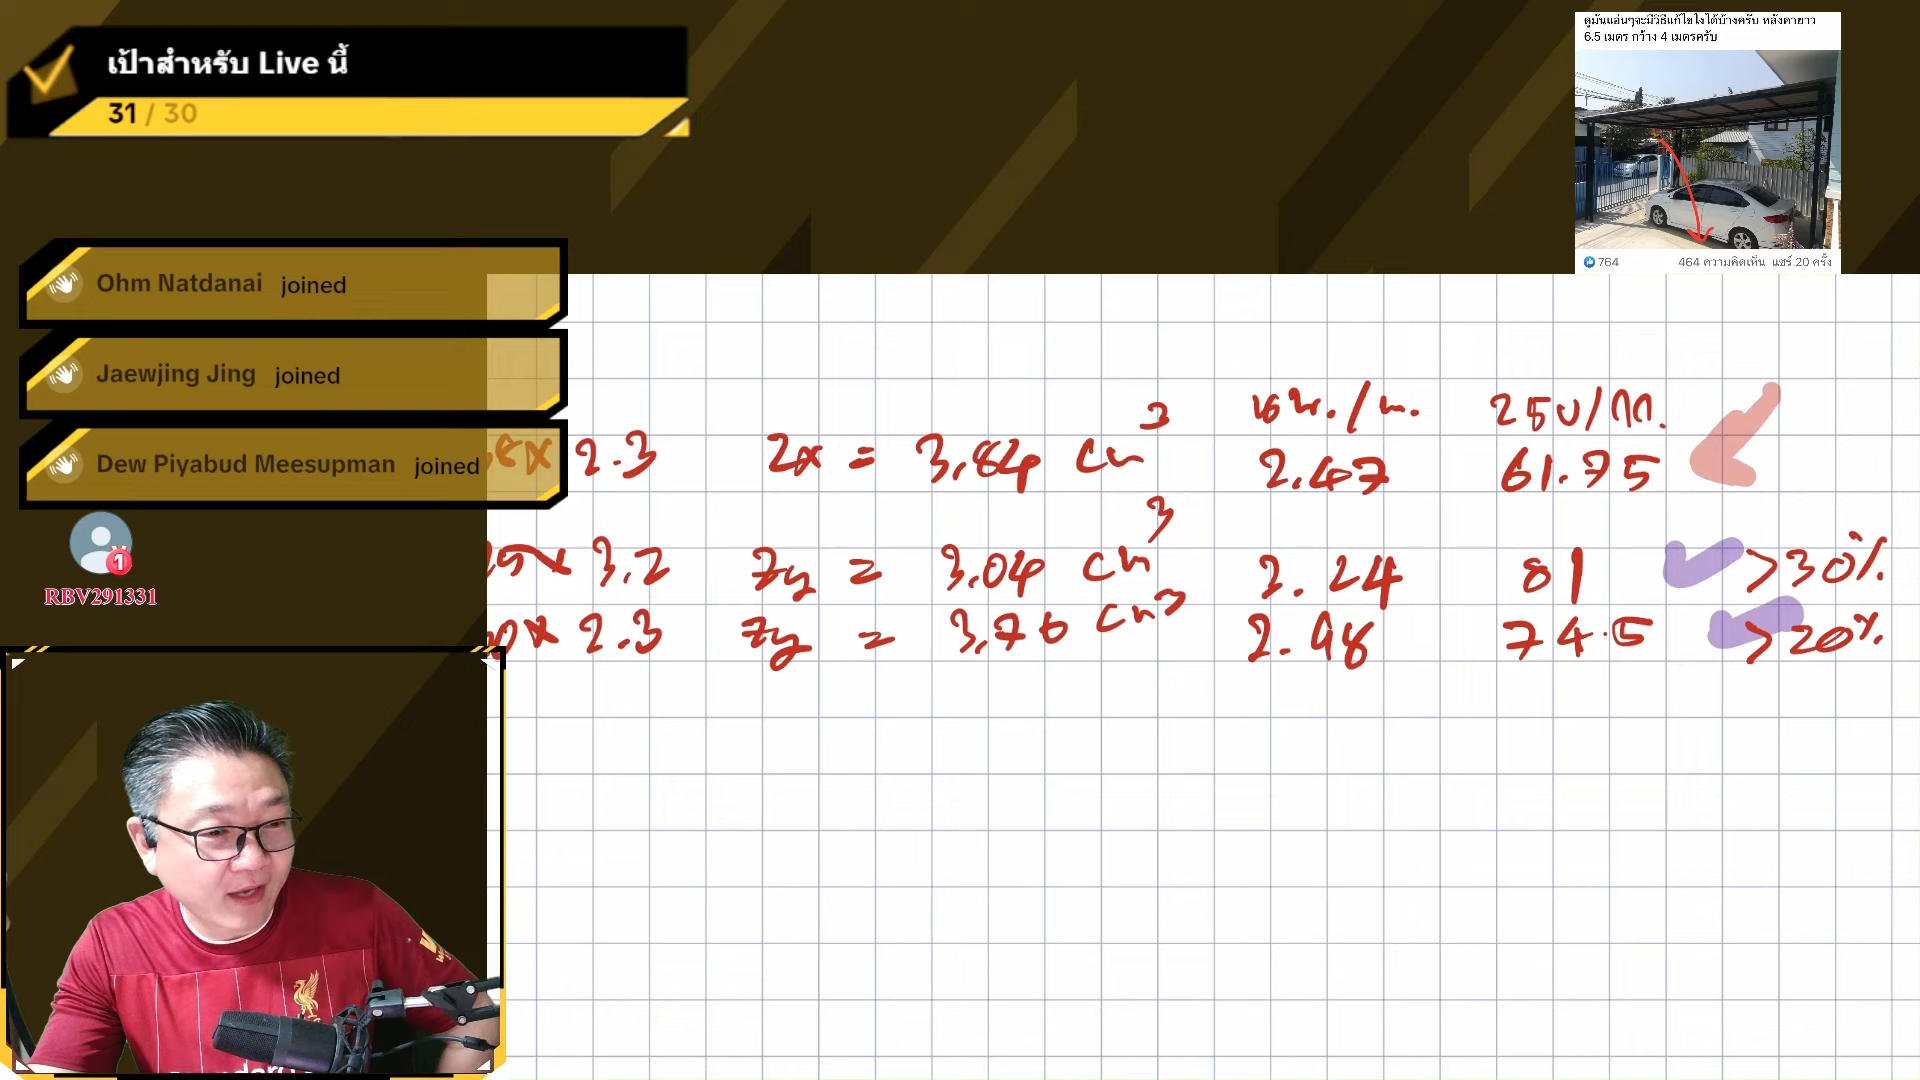 เป้าสำหรับ Live นี้
31 / 30
ดูมันแอ่นๆจะมีวิธีแก้ไขไงได้บ้างครับ หลังคายาว
6.5 เมตร กว้าง 4 เมตรครับ
764 464 ความคิดเห็น แชร์ 20 ครั้ง
Ohm Natdanai joined
Jaewjing Jing joined
Dew Piyabud Meesupman joined
1
RBV291331
นน./ม. 25บ/กก.
x 2.3 Zx = 3.84 cm³ 2.47 61.75
x 3.2 Zy = 3.04 cm³ 3.24 81 >30%
x 2.3 Zy = 3.76 cm³ 2.98 74.5 >20%